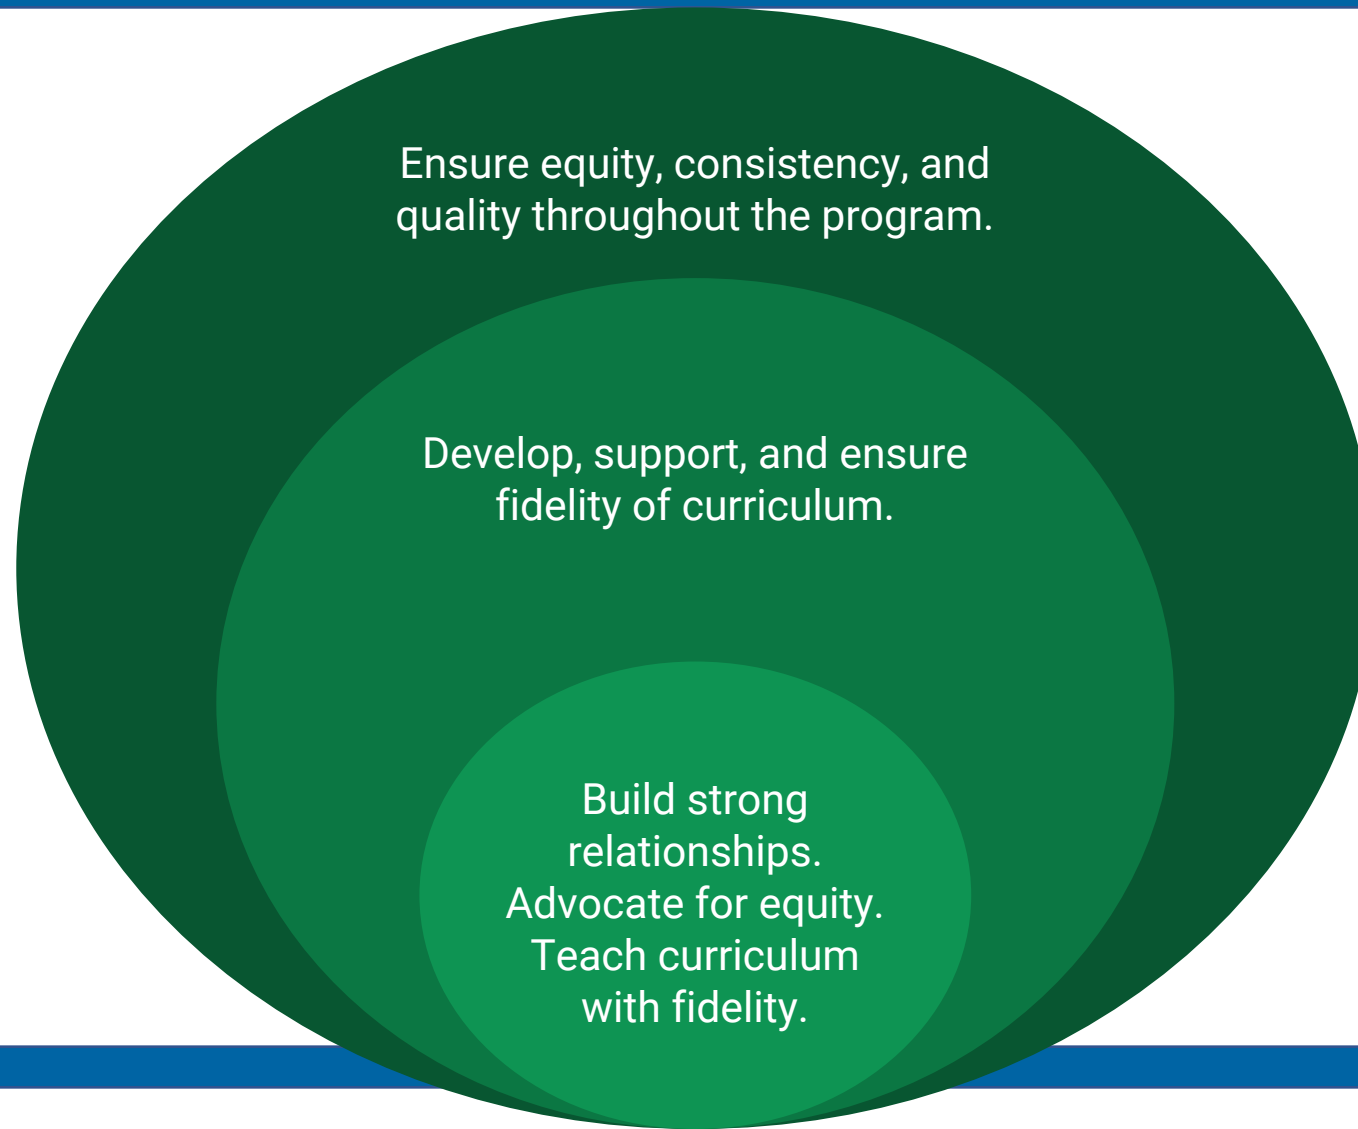 Ensure equity, consistency, and
quality throughout the program.
Develop, support, and ensure
fidelity of curriculum.
Build strong
relationships.
Advocate for equity.
Teach curriculum
with fidelity.